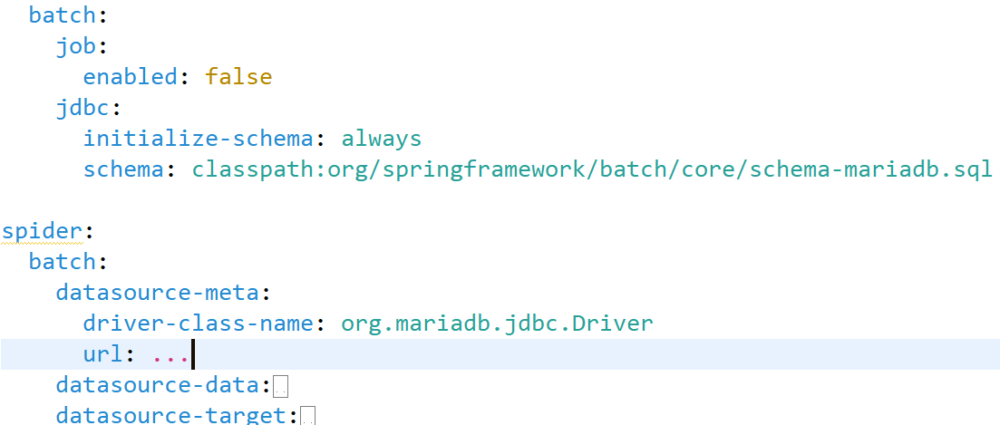 batch:
job:
enabled: false
jdbc:
initialize-schema: always
schema: classpath:org/springframework/batch/core/schema-mariadb.sql
spider:
batch:
datasource-meta:
driver-class-name: org.mariadb.jdbc.Driver
url: ...
datasource-data:
datasource-target: